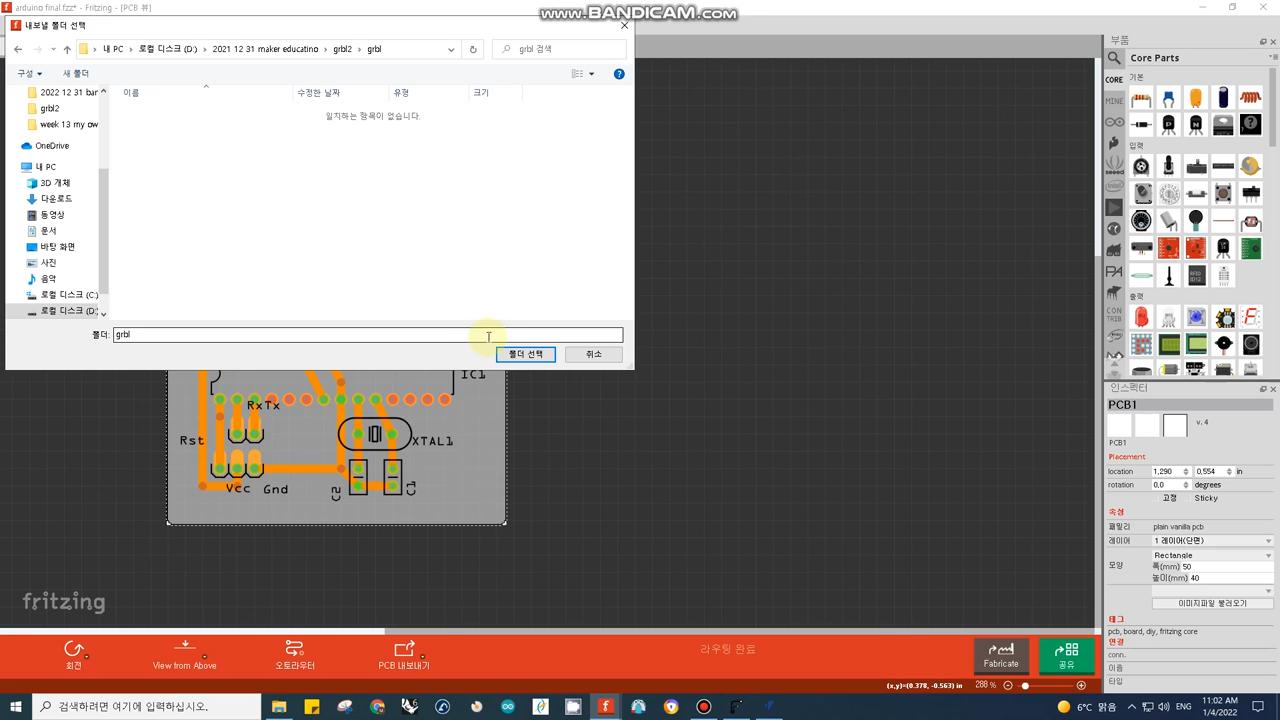 arduino final.fzz* - Fritzing - [PCB 뷰]
www.BANDICAM.com
내보낼 폴더 선택
내 PC › 로컬 디스크 (D:) › 2021 12 31 maker educatino › grbl2 › grbl
grbl 검색
구성
새 폴더
이름
수정한 날짜
유형
크기
일치하는 항목이 없습니다.
2022 12 31 bar
grbl2
week 13 my ow
OneDrive
내 PC
3D 개체
다운로드
동영상
문서
바탕 화면
사진
음악
로컬 디스크 (C:)
로컬 디스크 (D:)
폴더: grbl
폴더 선택
취소
IC1
RxTx
Rst
XTAL1
Vcc
Gnd
C2
fritzing
부품
Core Parts
CORE
기본
MINE
입력
seeed
intel
PA
출력
CON
TRIB
RFID
ID12
인스펙터
PCB1
v. 4
PCB1
Placement
location 1,290 0,554 in
rotation 0,0 degrees
고정 Sticky
속성
패밀리 plain vanilla pcb
레이어 1 레이어(단면)
모양 Rectangle
폭(mm) 50
높이(mm) 40
이미지파일 불러오기
태그
pcb, board, diy, fritzing core
연결
conn.
이름
타입
회전
View from Above
오토라우터
PCB 내보내기
라우팅 완료
Fabricate
공유
(x,y)=(0.378, -0.563) in
288 %
검색하려면 여기에 입력하십시오.
6°C 맑음
ENG
11:02 AM
1/4/2022